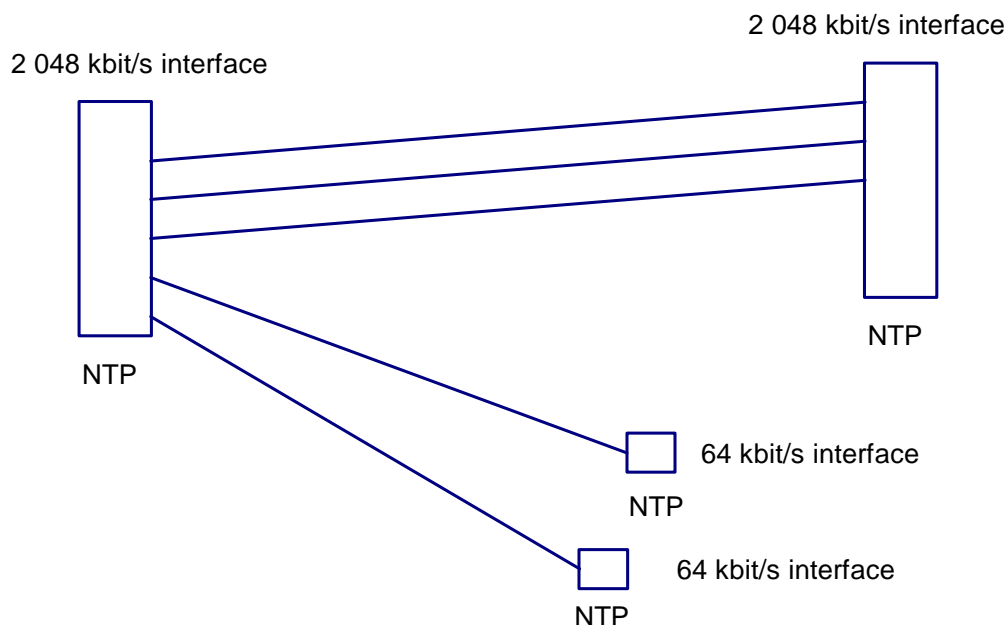 2 048 kbit/s interface
2 048 kbit/s interface
NTP
NTP
64 kbit/s interface
NTP
64 kbit/s interface
NTP